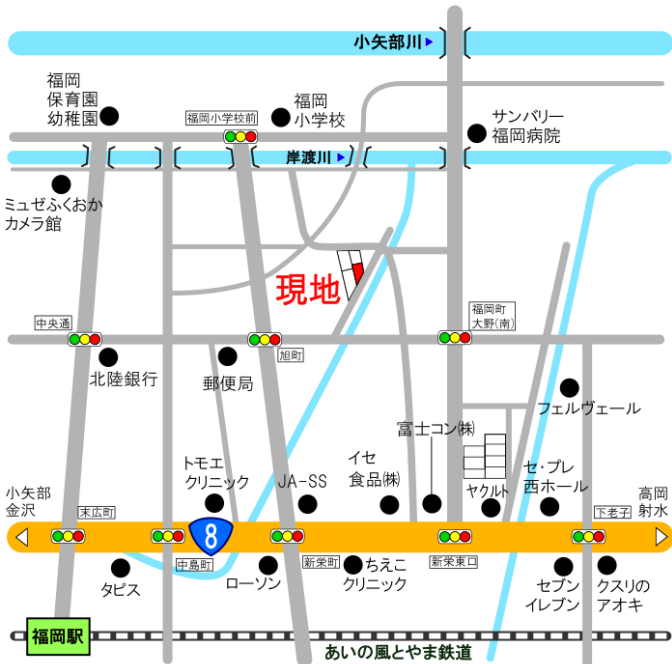 小矢部川
福岡
保育園
幼稚園
福岡小学校前
福岡
小学校
サンバリー
福岡病院
岸渡川
ミュゼふくおか
カメラ館
現地
中央通
旭町
福岡町
大野(南)
北陸銀行
郵便局
フェルヴェール
富士コン㈱
トモエ
クリニック
JA-SS
イセ
食品㈱
ヤクルト
セ・プレ
西ホール
小矢部
金沢
高岡
射水
末広町
8
中島町
新栄町
新栄東口
下老子
タピス
ローソン
ちえこ
クリニック
セブン
イレブン
クスリの
アオキ
福岡駅
あいの風とやま鉄道